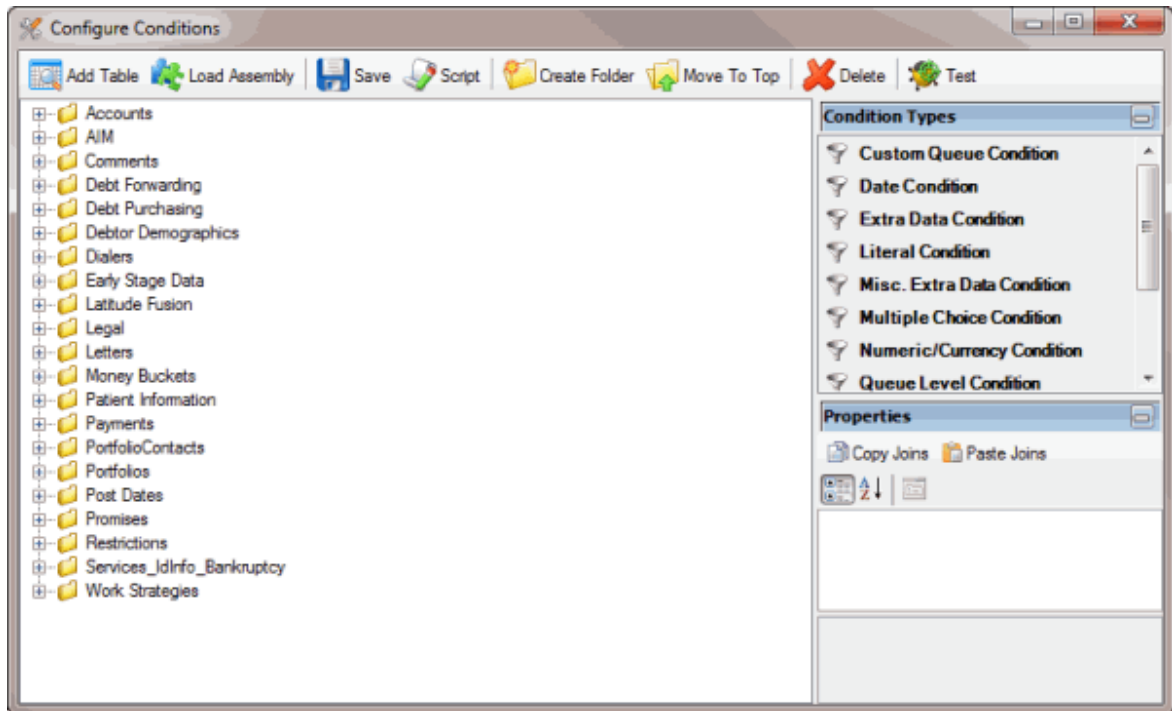 Configure Conditions
Add Table Load Assembly Save Script Create Folder Move To Top Delete Test
Accounts
AIM
Comments
Debt Forwarding
Debt Purchasing
Debtor Demographics
Dialers
Early Stage Data
Latitude Fusion
Legal
Letters
Money Buckets
Patient Information
Payments
PortfolioContacts
Portfolios
Post Dates
Promises
Restrictions
Services_IdInfo_Bankruptcy
Work Strategies
Condition Types
Custom Queue Condition
Date Condition
Extra Data Condition
Literal Condition
Misc. Extra Data Condition
Multiple Choice Condition
Numeric/Currency Condition
Queue Level Condition
Properties
Copy Joins Paste Joins